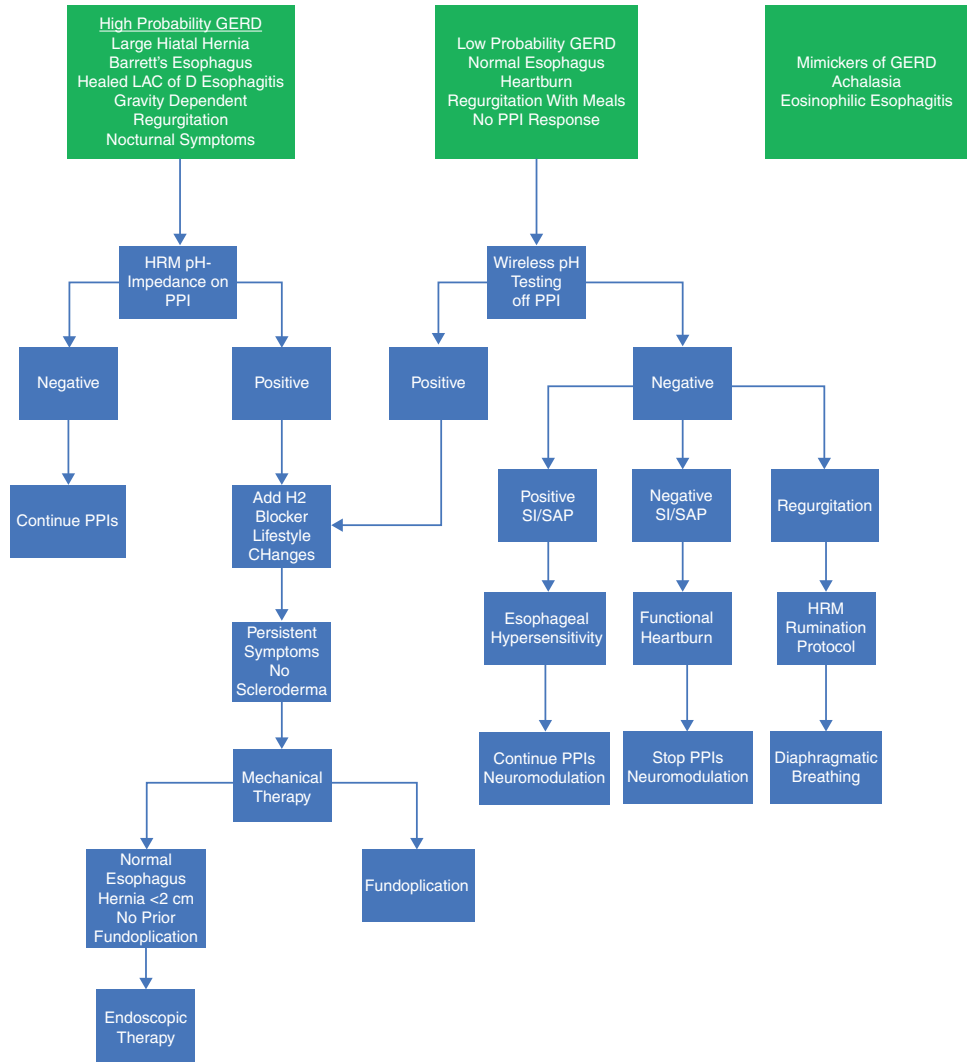 High Probability GERD
Large Hiatal Hernia
Barrett's Esophagus
Healed LAC of D Esophagitis
Gravity Dependent
Regurgitation
Nocturnal Symptoms
Low Probability GERD
Normal Esophagus
Heartburn
Regurgitation With Meals
No PPI Response
Mimickers of GERD
Achalasia
Eosinophilic Esophagitis
HRM pH-
Impedance on
PPI
Wireless pH
Testing
off PPI
Negative
Positive
Positive
Negative
Continue PPIs
Add H2
Blocker
Lifestyle
CHanges
Positive
SI/SAP
Negative
SI/SAP
Regurgitation
Persistent
Symptoms
No
Scleroderma
Esophageal
Hypersensitivity
Functional
Heartburn
HRM
Rumination
Protocol
Mechanical
Therapy
Continue PPIs
Neuromodulation
Stop PPIs
Neuromodulation
Diaphragmatic
Breathing
Normal
Esophagus
Hernia <2 cm
No Prior
Fundoplication
Fundoplication
Endoscopic
Therapy